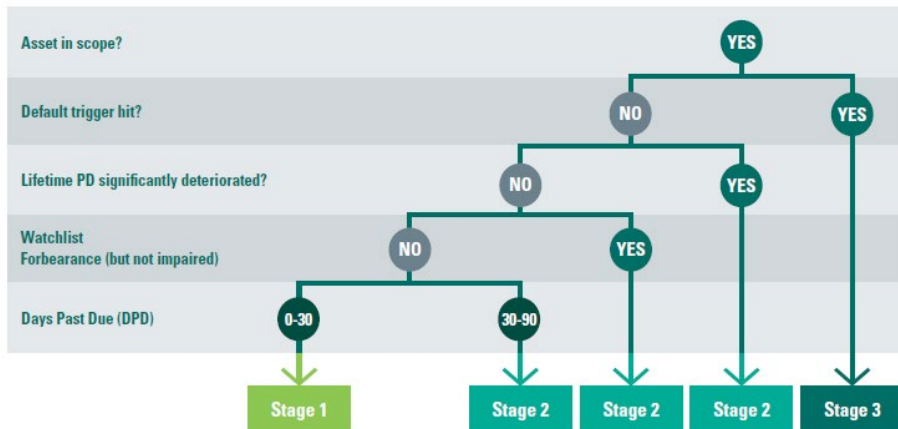 Asset in scope?
YES
Default trigger hit?
NO
YES
Lifetime PD significantly deteriorated?
NO
YES
Watchlist
Forbearance (but not impaired)
NO
YES
Days Past Due (DPD)
0-30
30-90
Stage 1
Stage 2
Stage 2
Stage 2
Stage 3